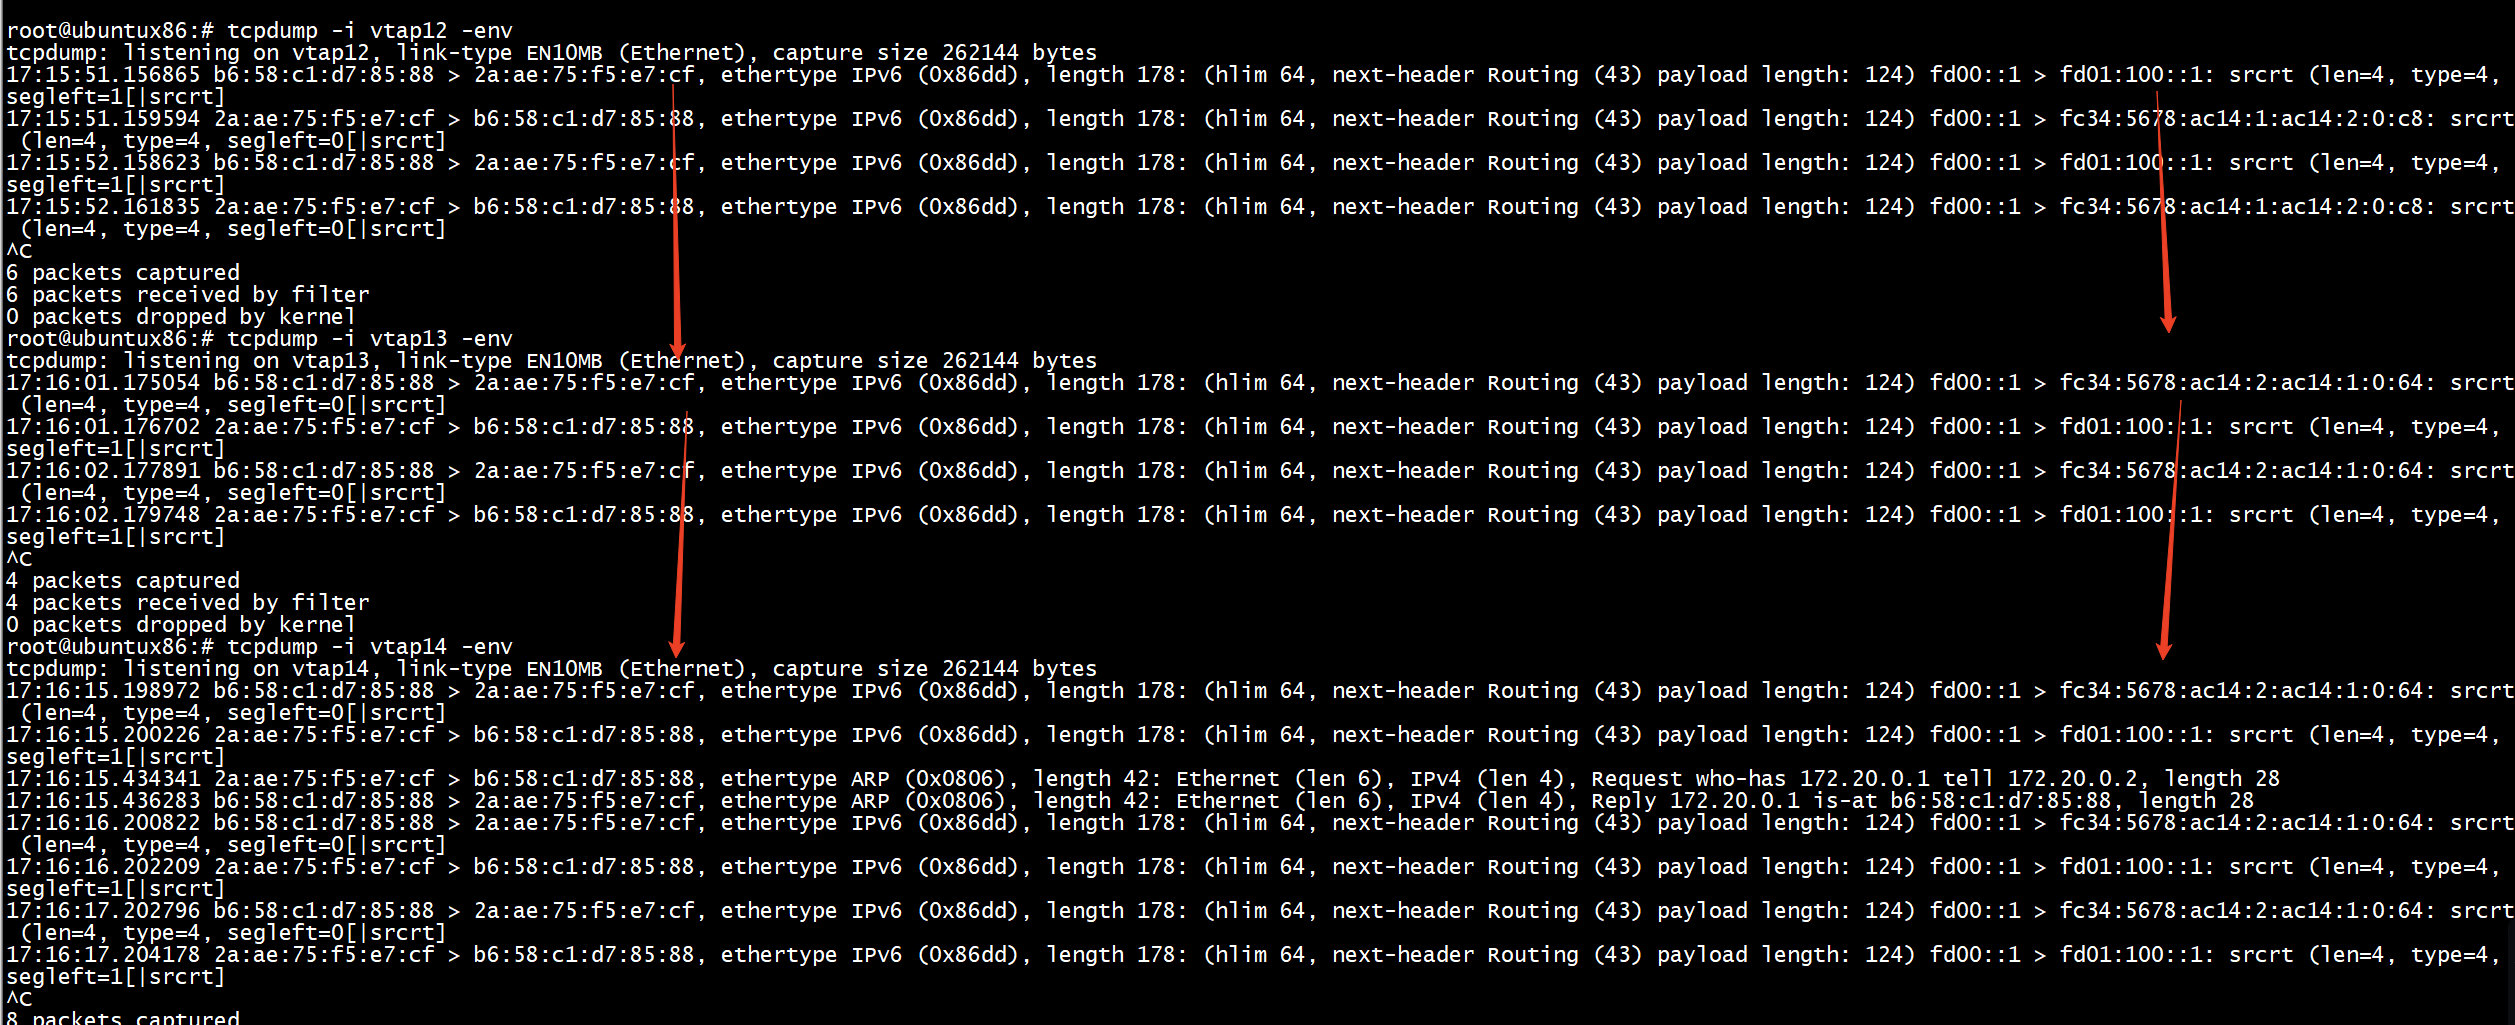 root@ubuntux86:# tcpdump -i vtap12 -env
tcpdump: listening on vtap12, link-type EN10MB (Ethernet), capture size 262144 bytes
17:15:51.156865 b6:58:c1:d7:85:88 > 2a:ae:75:f5:e7:cf, ethertype IPv6 (0x86dd), length 178: (hlim 64, next-header Routing (43) payload length: 124) fd00::1 > fd01:100::1: srcrt (len=4, type=4,
segleft=1[|srcrt]
17:15:51.159594 2a:ae:75:f5:e7:cf > b6:58:c1:d7:85:88, ethertype IPv6 (0x86dd), length 178: (hlim 64, next-header Routing (43) payload length: 124) fd00::1 > fc34:5678:ac14:1:ac14:2:0:c8: srcrt
 (len=4, type=4, segleft=0[|srcrt]
17:15:52.158623 b6:58:c1:d7:85:88 > 2a:ae:75:f5:e7:cf, ethertype IPv6 (0x86dd), length 178: (hlim 64, next-header Routing (43) payload length: 124) fd00::1 > fd01:100::1: srcrt (len=4, type=4,
segleft=1[|srcrt]
17:15:52.161835 2a:ae:75:f5:e7:cf > b6:58:c1:d7:85:88, ethertype IPv6 (0x86dd), length 178: (hlim 64, next-header Routing (43) payload length: 124) fd00::1 > fc34:5678:ac14:1:ac14:2:0:c8: srcrt
 (len=4, type=4, segleft=0[|srcrt]
^C
6 packets captured
6 packets received by filter
0 packets dropped by kernel
root@ubuntux86:# tcpdump -i vtap13 -env
tcpdump: listening on vtap13, link-type EN10MB (Ethernet), capture size 262144 bytes
17:16:01.175054 b6:58:c1:d7:85:88 > 2a:ae:75:f5:e7:cf, ethertype IPv6 (0x86dd), length 178: (hlim 64, next-header Routing (43) payload length: 124) fd00::1 > fc34:5678:ac14:2:ac14:1:0:64: srcrt
 (len=4, type=4, segleft=0[|srcrt]
17:16:01.176702 2a:ae:75:f5:e7:cf > b6:58:c1:d7:85:88, ethertype IPv6 (0x86dd), length 178: (hlim 64, next-header Routing (43) payload length: 124) fd00::1 > fd01:100::1: srcrt (len=4, type=4,
segleft=1[|srcrt]
17:16:02.177891 b6:58:c1:d7:85:88 > 2a:ae:75:f5:e7:cf, ethertype IPv6 (0x86dd), length 178: (hlim 64, next-header Routing (43) payload length: 124) fd00::1 > fc34:5678:ac14:2:ac14:1:0:64: srcrt
 (len=4, type=4, segleft=0[|srcrt]
17:16:02.179748 2a:ae:75:f5:e7:cf > b6:58:c1:d7:85:88, ethertype IPv6 (0x86dd), length 178: (hlim 64, next-header Routing (43) payload length: 124) fd00::1 > fd01:100::1: srcrt (len=4, type=4,
segleft=1[|srcrt]
^C
4 packets captured
4 packets received by filter
0 packets dropped by kernel
root@ubuntux86:# tcpdump -i vtap14 -env
tcpdump: listening on vtap14, link-type EN10MB (Ethernet), capture size 262144 bytes
17:16:15.198972 b6:58:c1:d7:85:88 > 2a:ae:75:f5:e7:cf, ethertype IPv6 (0x86dd), length 178: (hlim 64, next-header Routing (43) payload length: 124) fd00::1 > fc34:5678:ac14:2:ac14:1:0:64: srcrt
 (len=4, type=4, segleft=0[|srcrt]
17:16:15.200226 2a:ae:75:f5:e7:cf > b6:58:c1:d7:85:88, ethertype IPv6 (0x86dd), length 178: (hlim 64, next-header Routing (43) payload length: 124) fd00::1 > fd01:100::1: srcrt (len=4, type=4,
segleft=1[|srcrt]
17:16:15.434341 2a:ae:75:f5:e7:cf > b6:58:c1:d7:85:88, ethertype ARP (0x0806), length 42: Ethernet (len 6), IPv4 (len 4), Request who-has 172.20.0.1 tell 172.20.0.2, length 28
17:16:15.436283 b6:58:c1:d7:85:88 > 2a:ae:75:f5:e7:cf, ethertype ARP (0x0806), length 42: Ethernet (len 6), IPv4 (len 4), Reply 172.20.0.1 is-at b6:58:c1:d7:85:88, length 28
17:16:16.200822 b6:58:c1:d7:85:88 > 2a:ae:75:f5:e7:cf, ethertype IPv6 (0x86dd), length 178: (hlim 64, next-header Routing (43) payload length: 124) fd00::1 > fc34:5678:ac14:2:ac14:1:0:64: srcrt
 (len=4, type=4, segleft=0[|srcrt]
17:16:16.202209 2a:ae:75:f5:e7:cf > b6:58:c1:d7:85:88, ethertype IPv6 (0x86dd), length 178: (hlim 64, next-header Routing (43) payload length: 124) fd00::1 > fd01:100::1: srcrt (len=4, type=4,
segleft=1[|srcrt]
17:16:17.202796 b6:58:c1:d7:85:88 > 2a:ae:75:f5:e7:cf, ethertype IPv6 (0x86dd), length 178: (hlim 64, next-header Routing (43) payload length: 124) fd00::1 > fc34:5678:ac14:2:ac14:1:0:64: srcrt
 (len=4, type=4, segleft=0[|srcrt]
17:16:17.204178 2a:ae:75:f5:e7:cf > b6:58:c1:d7:85:88, ethertype IPv6 (0x86dd), length 178: (hlim 64, next-header Routing (43) payload length: 124) fd00::1 > fd01:100::1: srcrt (len=4, type=4,
segleft=1[|srcrt]
^C
8 packets captured